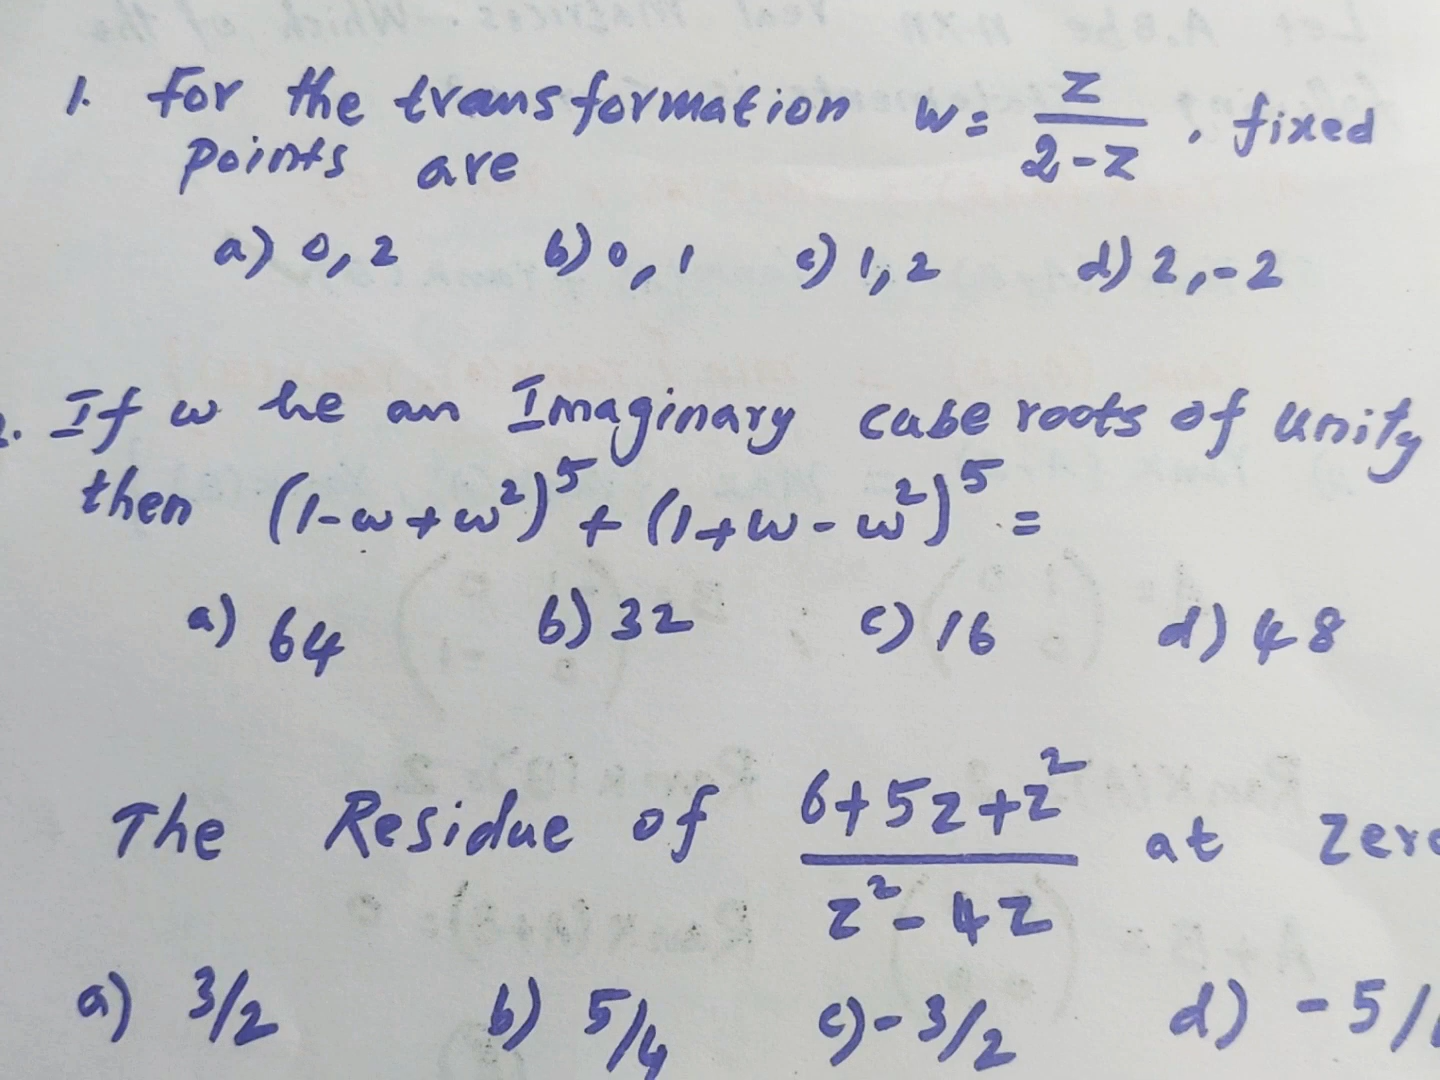 1. For the transformation w = z/(2-z), fixed
points are
a) 0, 2 b) 0, 1 c) 1, 2 d) 2, -2
If ω be an Imaginary cube roots of unity
then (1-ω+ω²)⁵ + (1+ω-ω²)⁵ =
a) 64 b) 32 c) 16 d) 48
The Residue of (6+5z+z²)/(z²-4z) at
a) 3/2 b) 5/4 c) -3/2 d) -5/